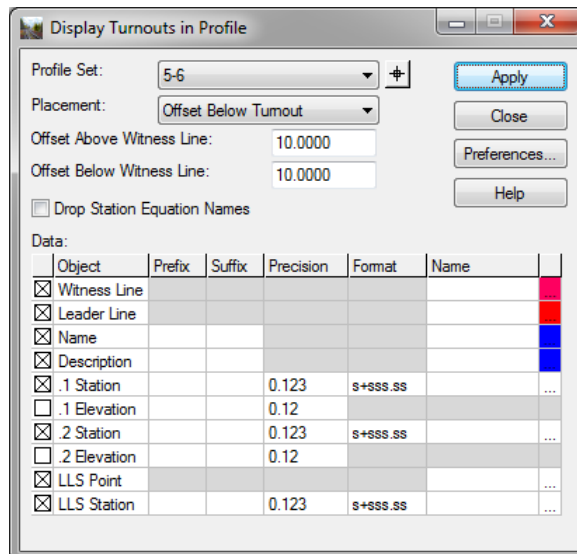 Display Turnouts in Profile
Profile Set: 5-6
Apply
Placement: Offset Below Turnout
Close
Offset Above Witness Line: 10.0000
Preferences...
Offset Below Witness Line: 10.0000
Help
Drop Station Equation Names
Data:
Object Prefix Suffix Precision Format Name
Witness Line ...
Leader Line ...
Name
Description
.1 Station 0.123 s+sss.ss ...
.1 Elevation 0.12
.2 Station 0.123 s+sss.ss ...
.2 Elevation 0.12
LLS Point ...
LLS Station 0.123 s+sss.ss ...